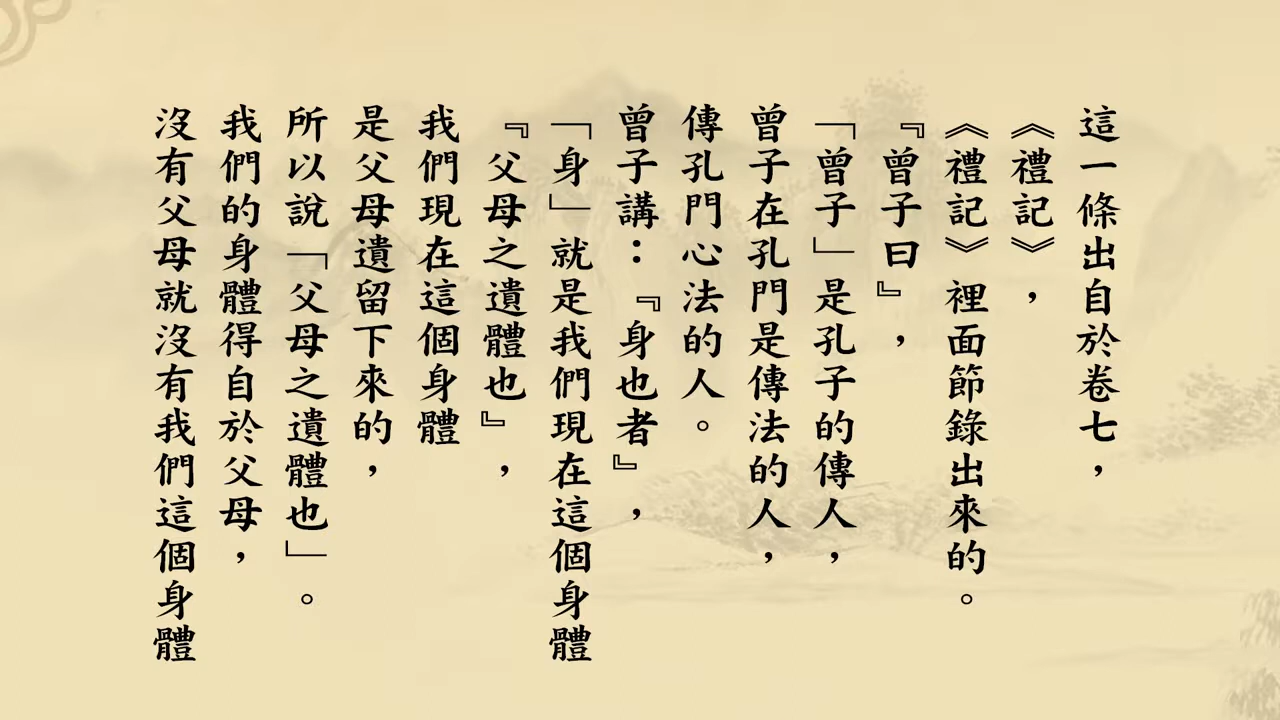 這一條出自於卷七，
《禮記》，
《禮記》裡面節錄出來的。
『曾子曰』，
「曾子」是孔子的傳人，
曾子在孔門是傳法的人，
傳孔門心法的人。
曾子講：『身也者』，
「身」就是我們現在這個身體
『父母之遺體也』，
我們現在這個身體
是父母遺留下來的，
所以說「父母之遺體也」。
我們的身體得自於父母，
沒有父母就沒有我們這個身體